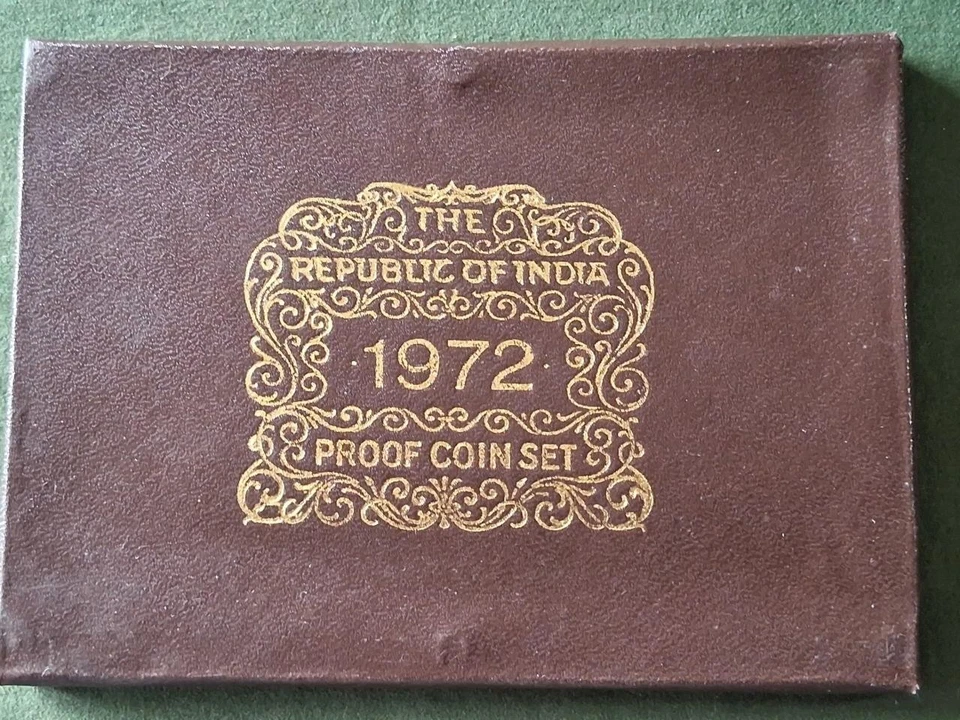 THE
REPUBLIC OF INDIA
·1972·
PROOF COIN SET